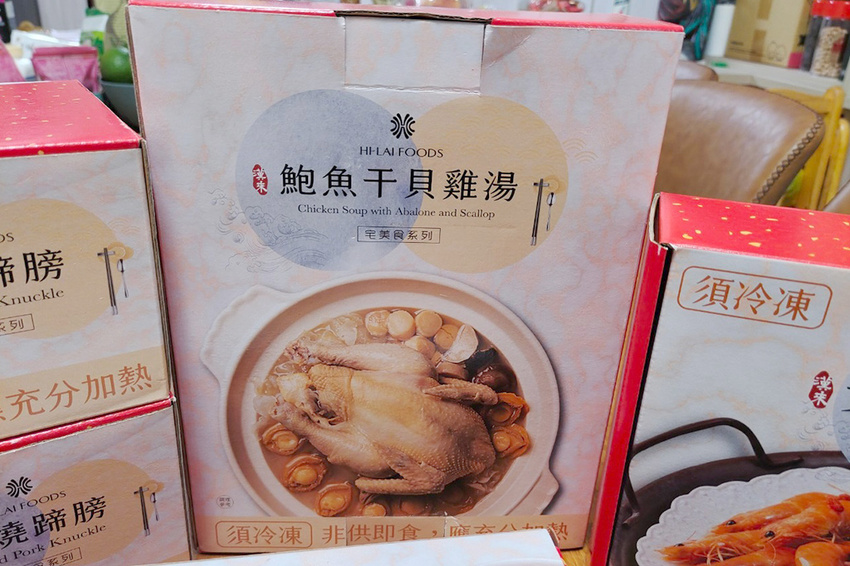 HI-LAI FOODS
漢來
鮑魚干貝雞湯
Chicken Soup with Abalone and Scallop
宅美食系列
須冷凍 非供即食，應充分加熱
蹄膀
Knuckle
系列
充分加熱
LAI FOODS
燒蹄膀
Pork Knuckle
系列
須冷凍
漢來